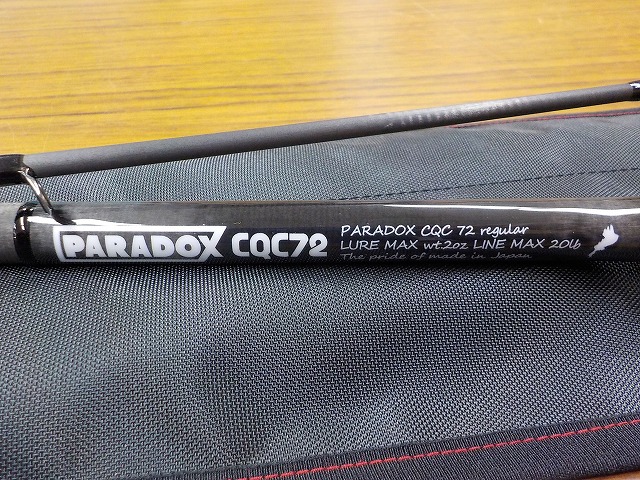 PARADOX CQC72
PARADOX CQC 72 regular
LURE MAX wt.2oz LINE MAX 20lb
The pride of made in Japan